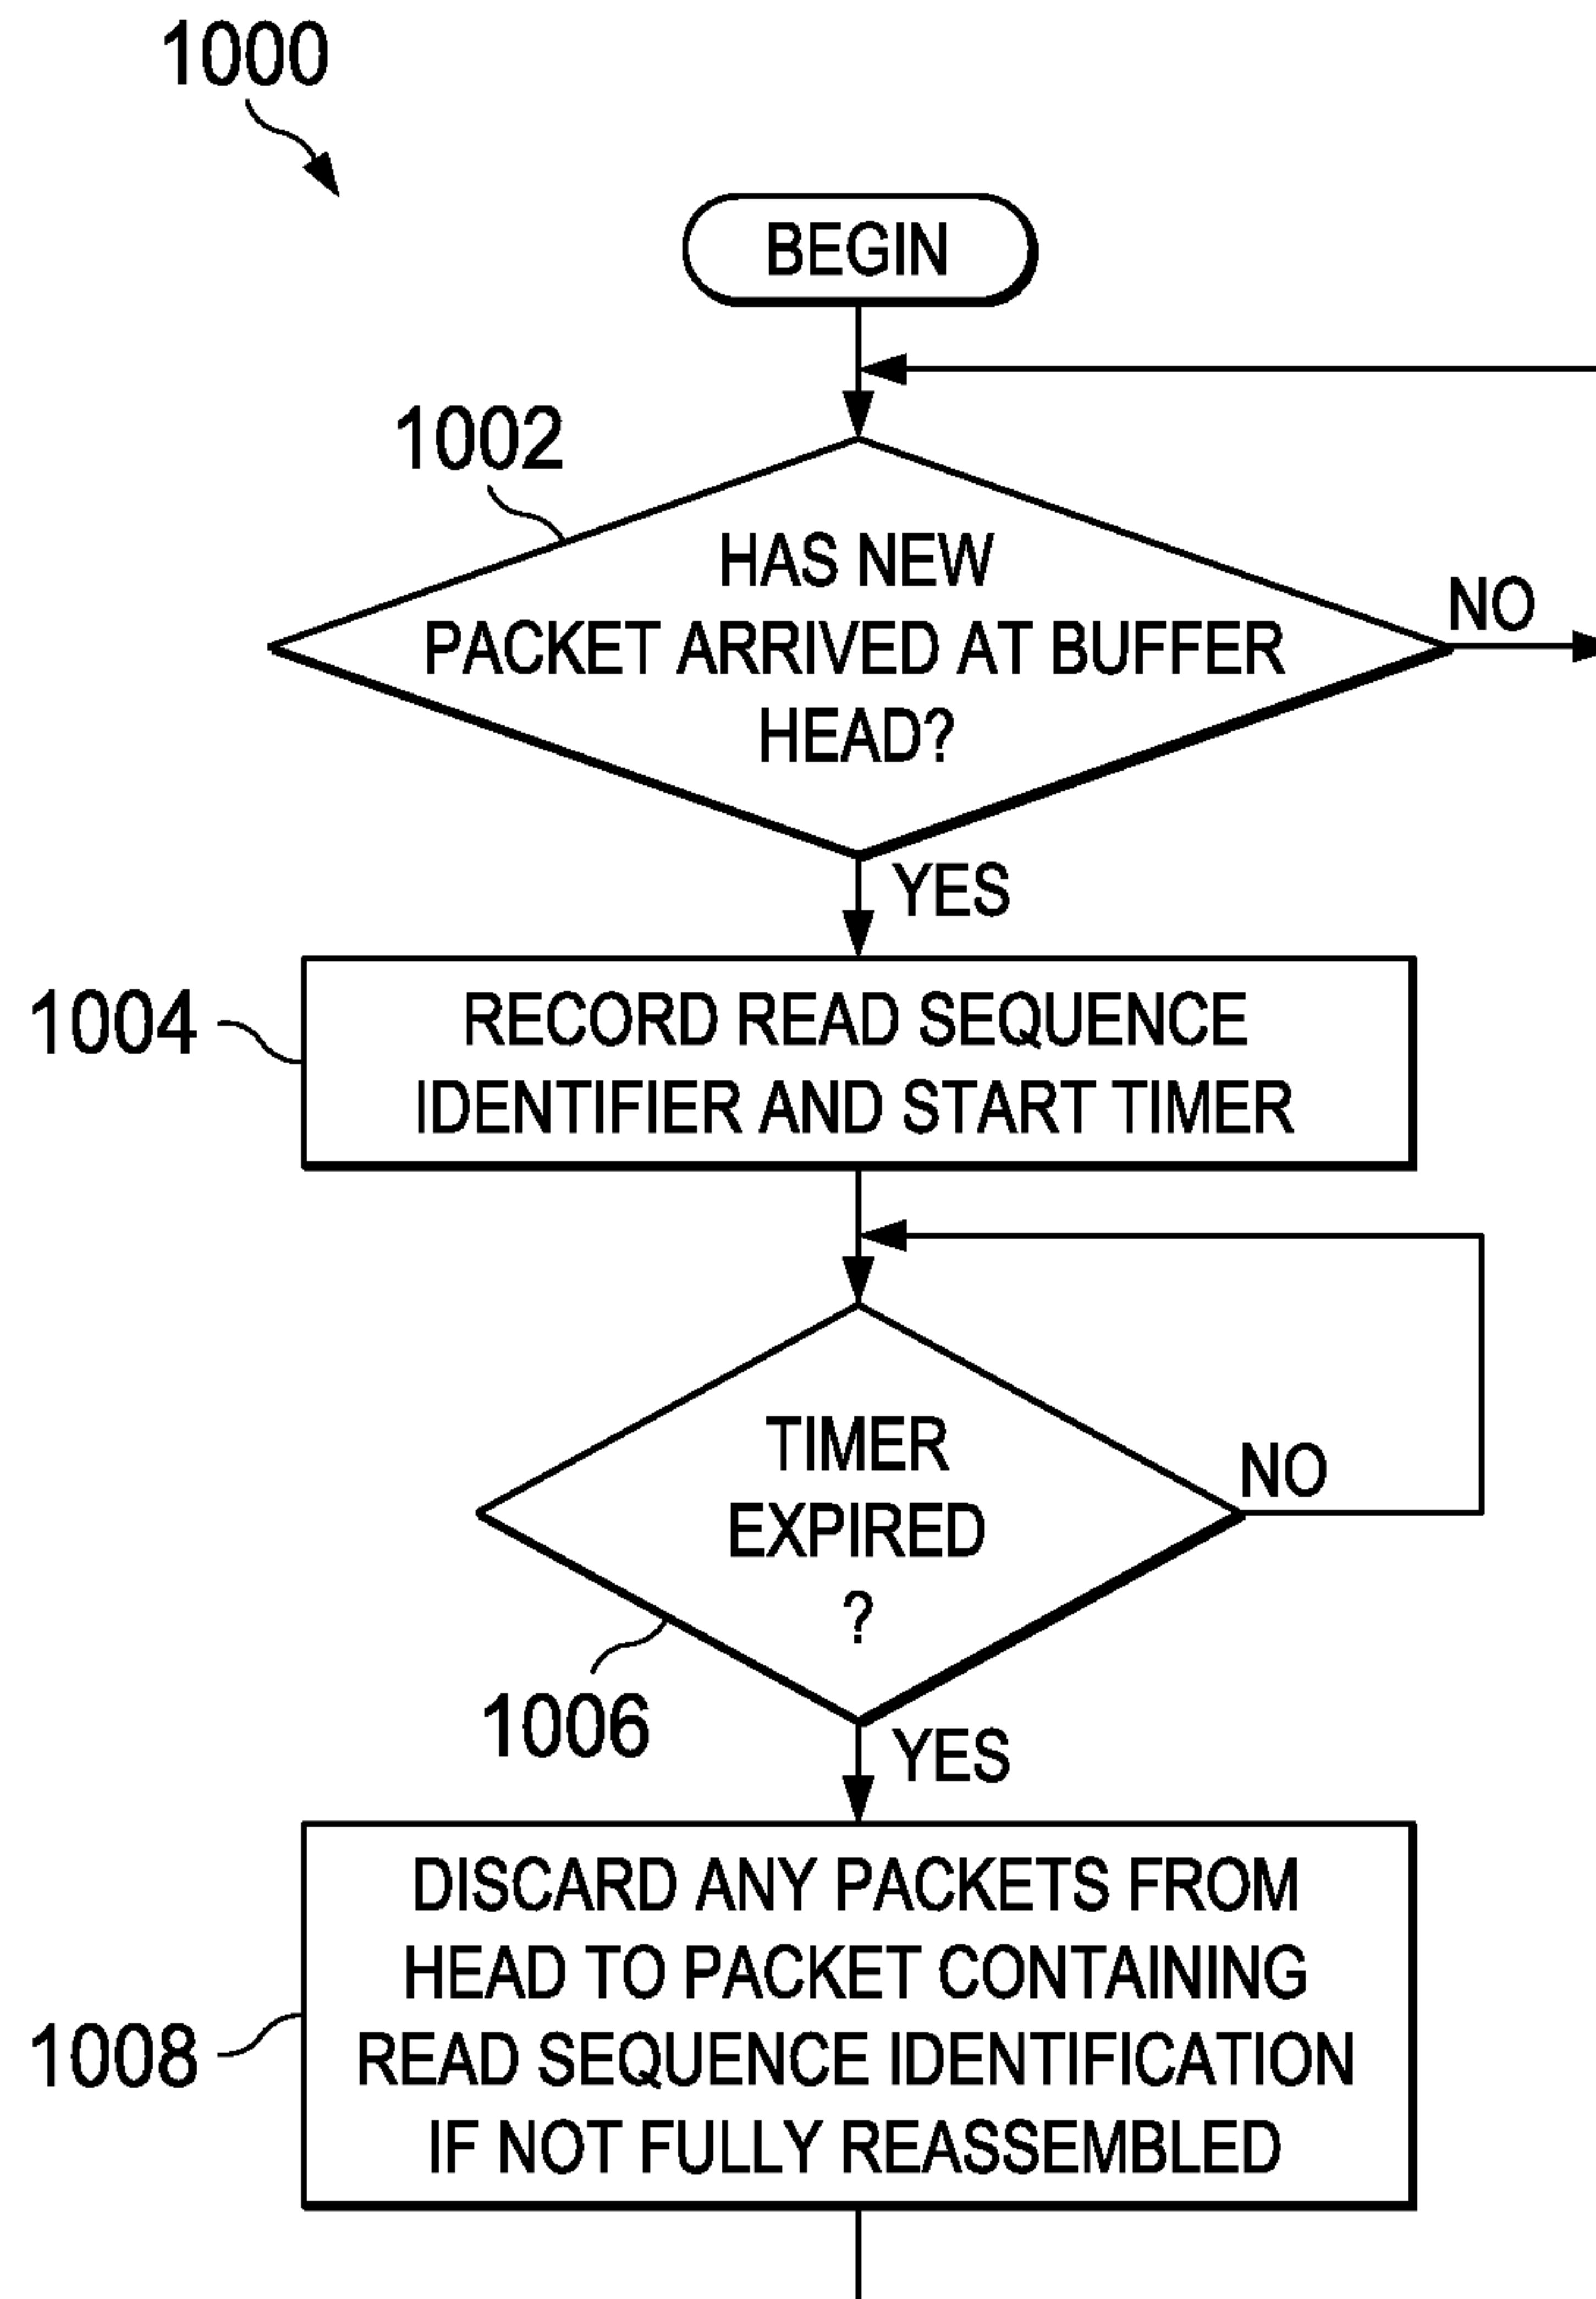 1000
BEGIN
1002
HAS NEW
PACKET ARRIVED AT BUFFER
HEAD?
NO
YES
1004
RECORD READ SEQUENCE
IDENTIFIER AND START TIMER
TIMER
EXPIRED
?
NO
1006
YES
1008
DISCARD ANY PACKETS FROM
HEAD TO PACKET CONTAINING
READ SEQUENCE IDENTIFICATION
IF NOT FULLY REASSEMBLED